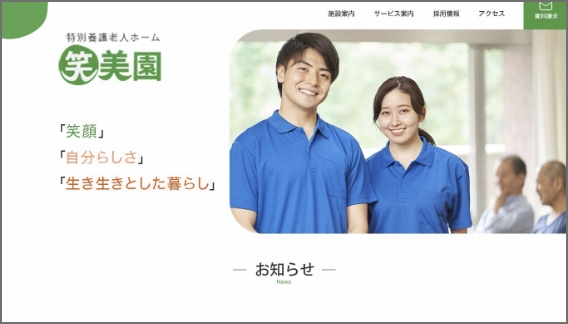 施設案内 サービス案内 採用情報 アクセス 資料請求
特別養護老人ホーム
笑美園
「笑顔」
「自分らしさ」
「生き生きとした暮らし」
お知らせ
News